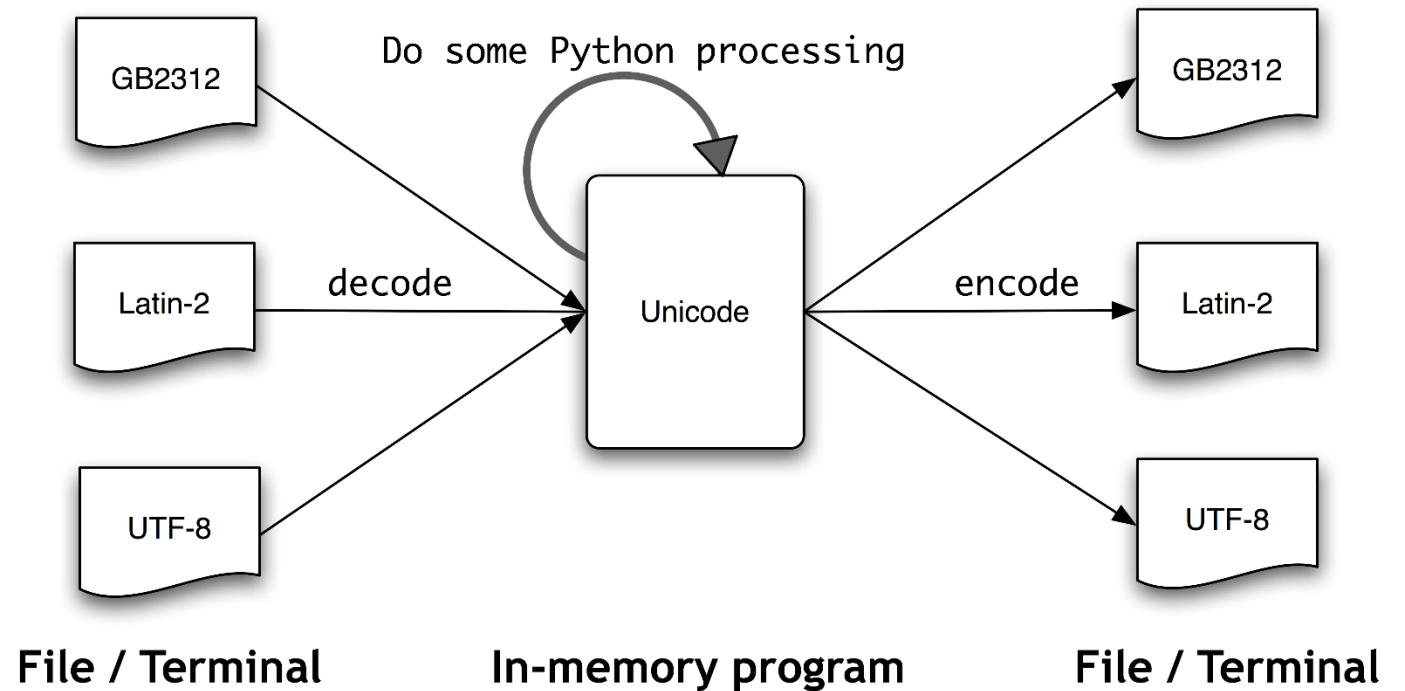 Do some Python processing
GB2312
GB2312
decode
encode
Latin-2
Unicode
Latin-2
UTF-8
UTF-8
File / Terminal
In-memory program
File / Terminal